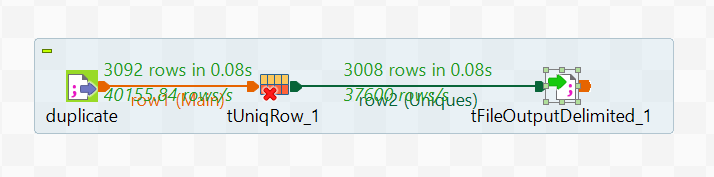 3092 rows in 0.08s
40155.84 rows/s
row1 (Main)
3008 rows in 0.08s
37600 rows/s
row2 (Uniques)
duplicate
tUniqRow_1
tFileOutputDelimited_1